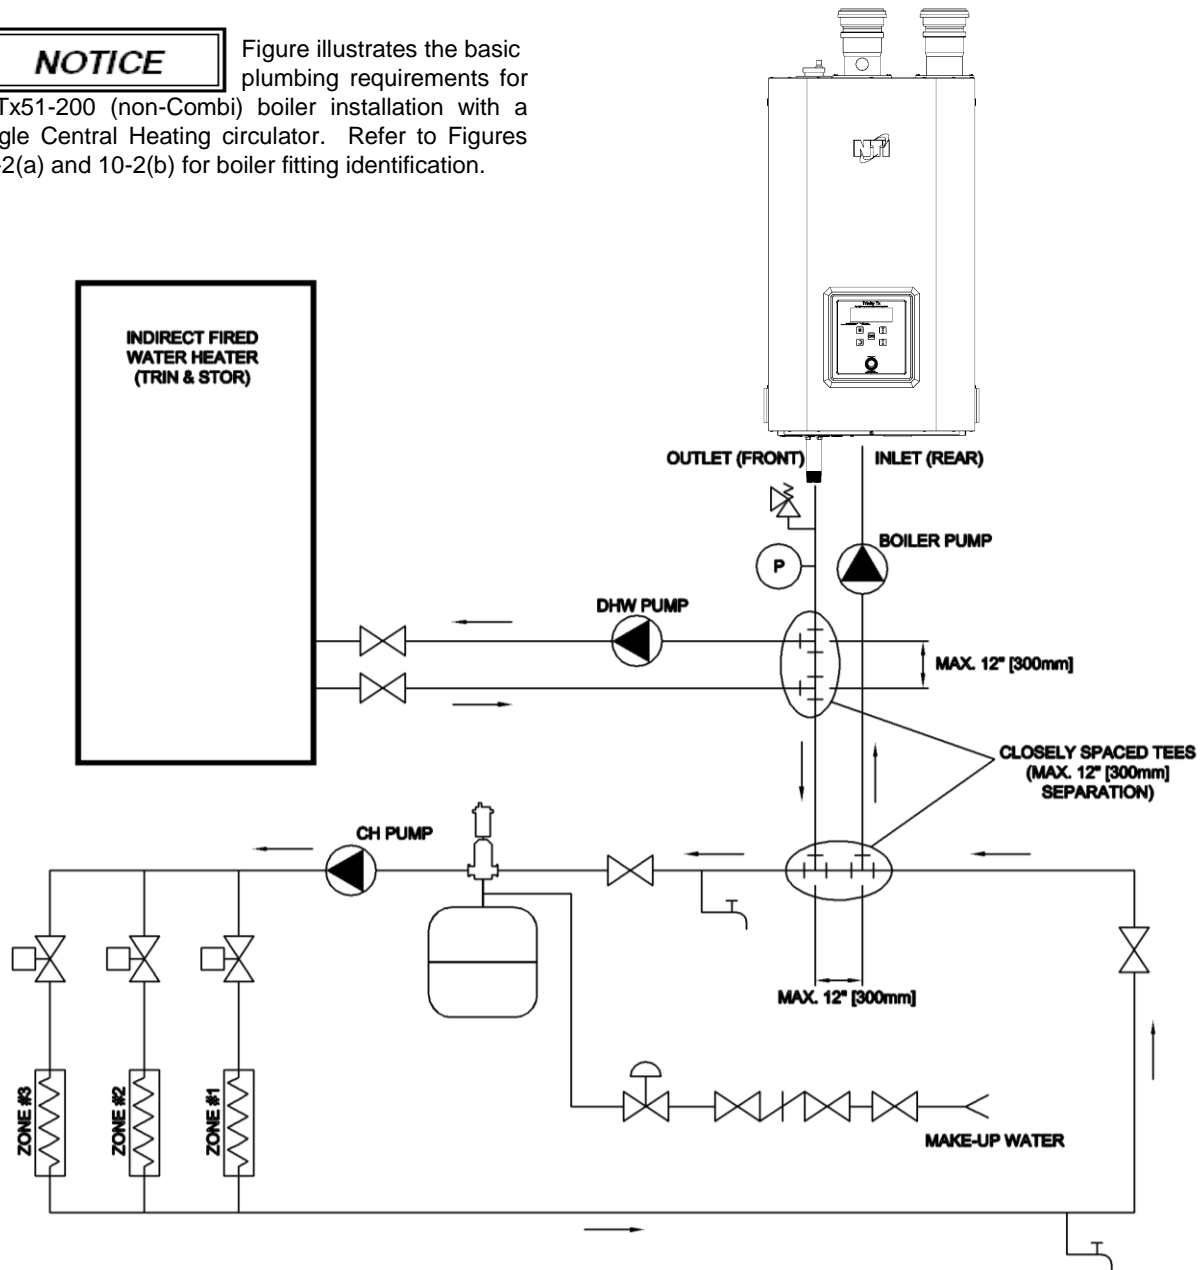 NOTICE
Figure illustrates the basic
plumbing requirements for
Tx51-200 (non-Combi) boiler installation with a
gle Central Heating circulator. Refer to Figures
-2(a) and 10-2(b) for boiler fitting identification.
NTI
Trinity Tx
INDIRECT FIRED
WATER HEATER
(TRIN & STOR)
OUTLET (FRONT)
INLET (REAR)
BOILER PUMP
P
DHW PUMP
MAX. 12" [300mm]
CLOSELY SPACED TEES
(MAX. 12" [300mm]
SEPARATION)
CH PUMP
MAX. 12" [300mm]
ZONE #3
ZONE #2
ZONE #1
MAKE-UP WATER